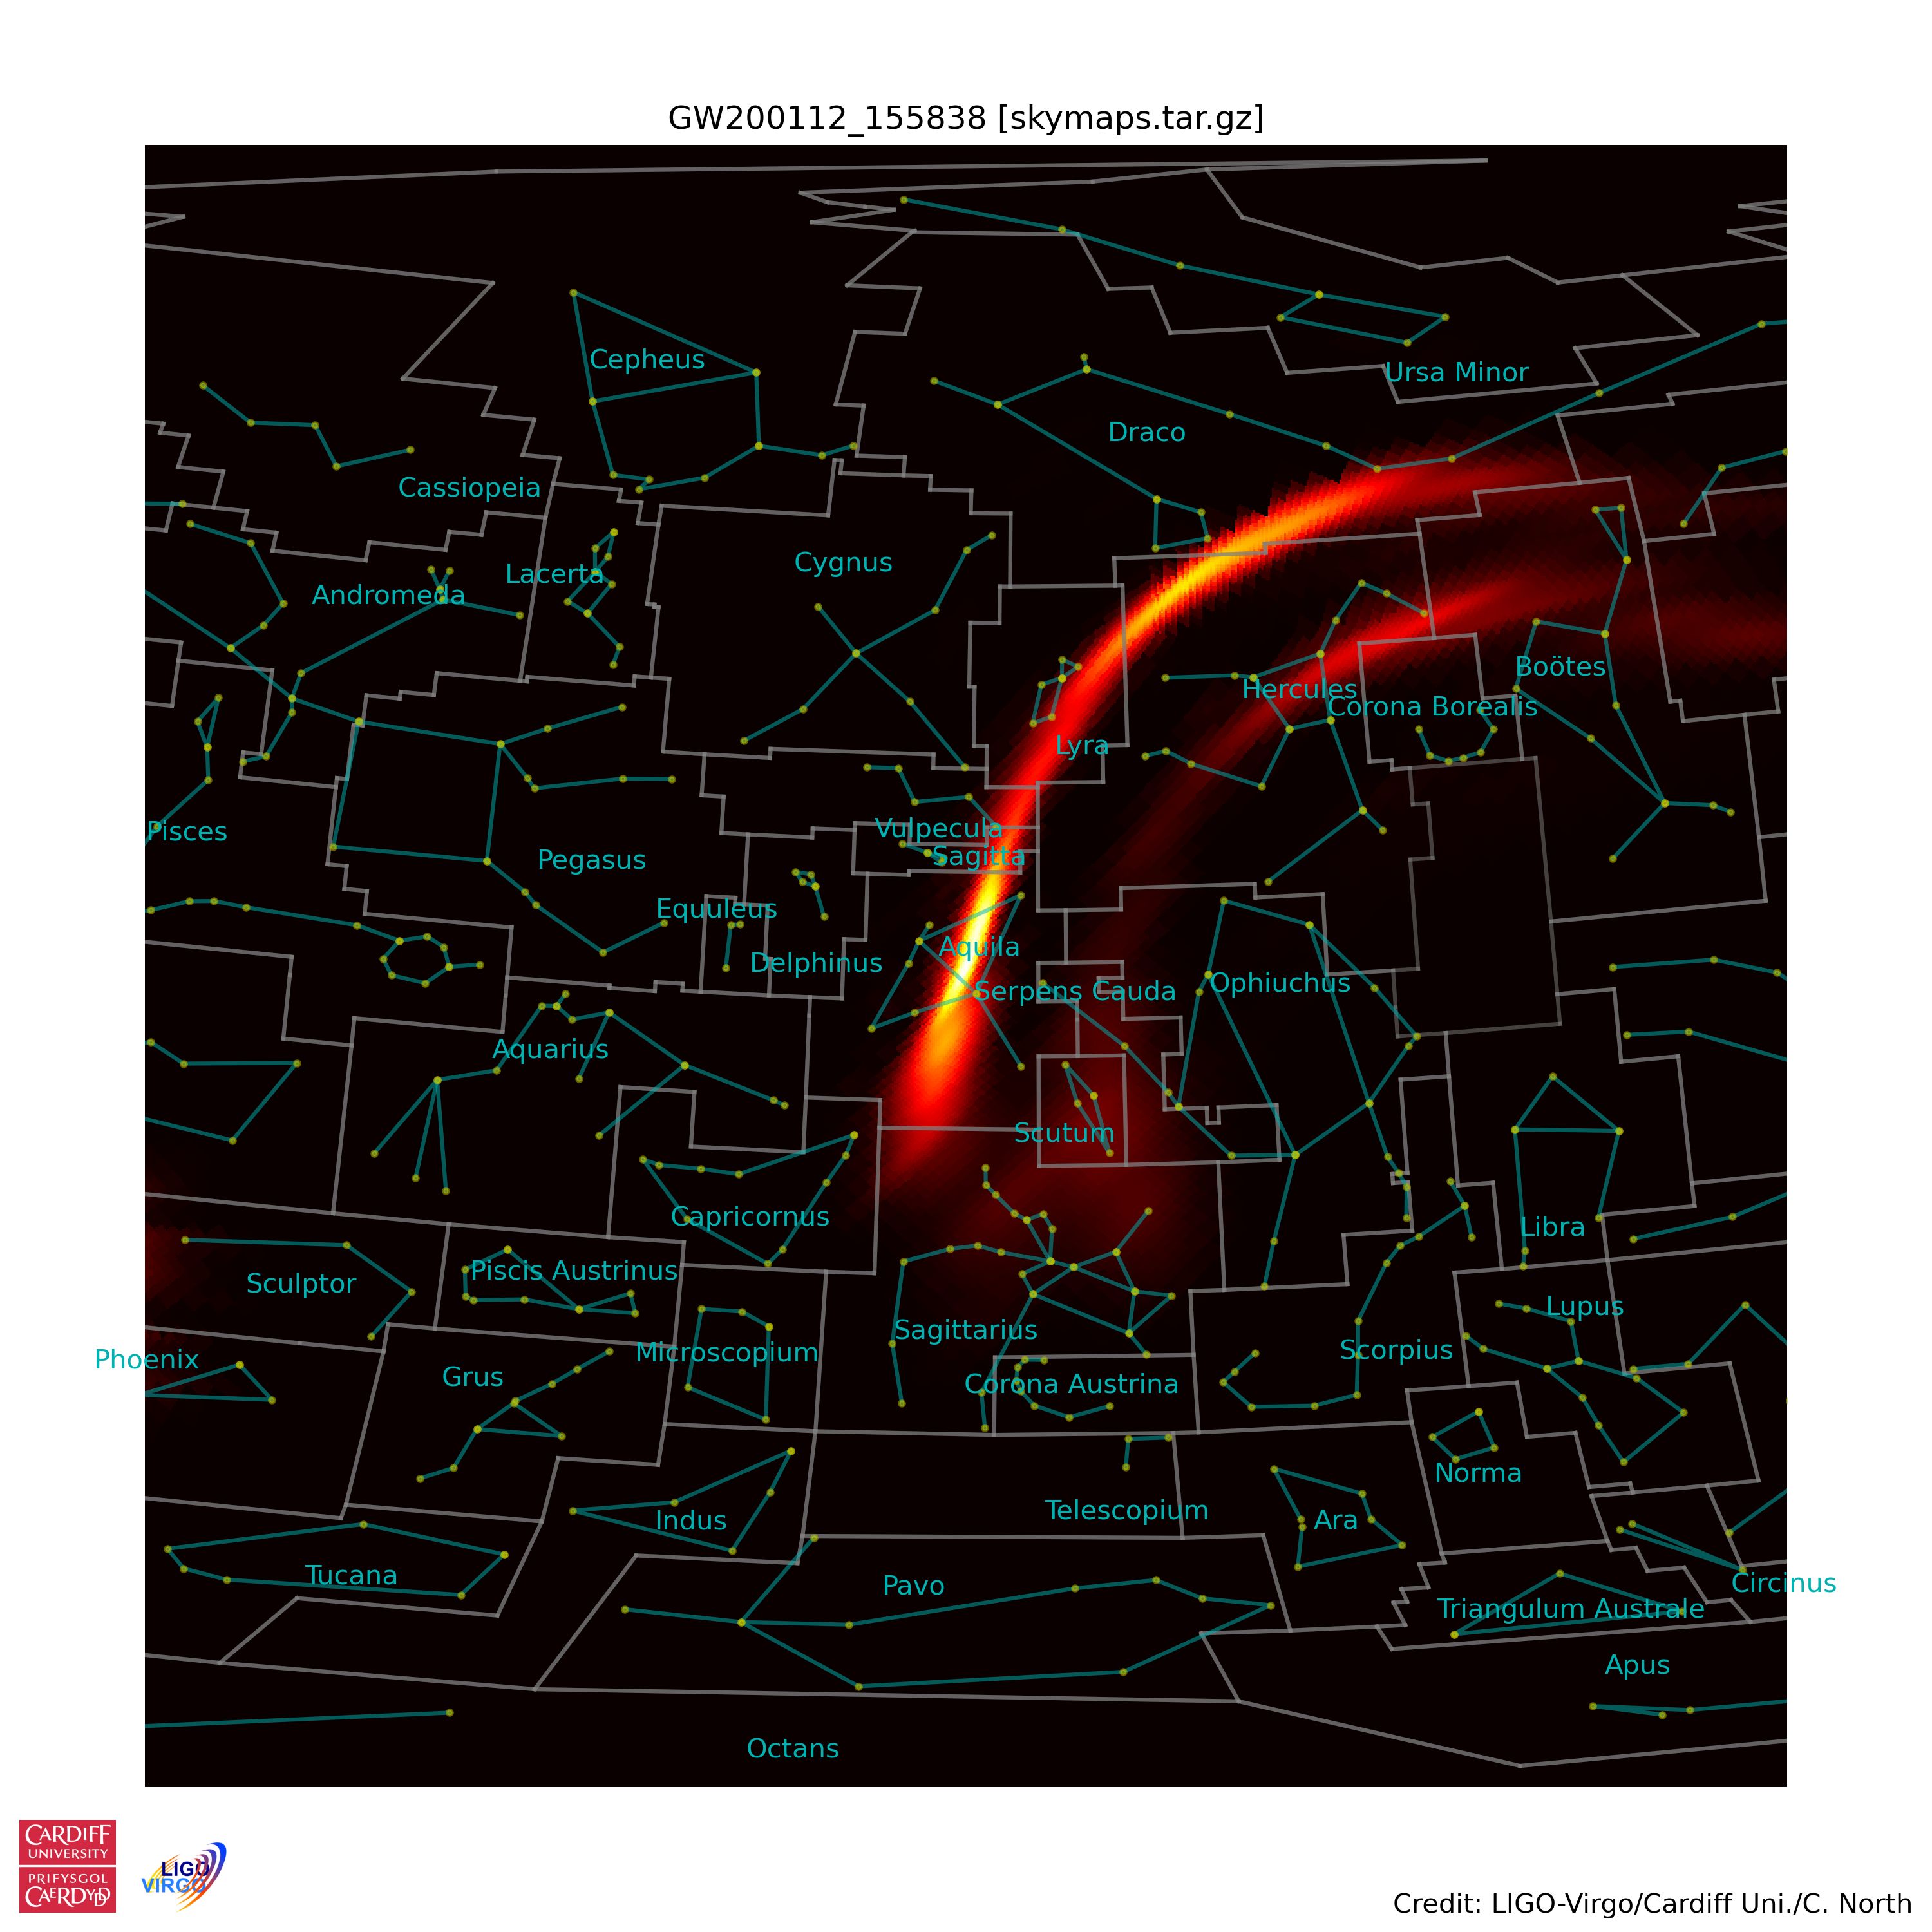 GW200112_155838 [skymaps.tar.gz]
Cepheus
Ursa Minor
Draco
Cassiopeia
Cygnus
Lacerta
Andromeda
Boötes
Hercules
Corona Borealis
Lyra
Pisces
Vulpecula
Sagitta
Pegasus
Equuleus
Aquila
Delphinus
Serpens Cauda
Ophiuchus
Aquarius
Scutum
Capricornus
Libra
Sculptor
Piscis Austrinus
Lupus
Sagittarius
Phoenix
Microscopium
Scorpius
Grus
Corona Austrina
Norma
Indus
Telescopium
Ara
Tucana
Pavo
Circinus
Triangulum Australe
Apus
Octans
CARDIFF
UNIVERSITY
PRIFYSGOL
CAERDYDD
LIGO
VIRGO
Credit: LIGO-Virgo/Cardiff Uni./C. North